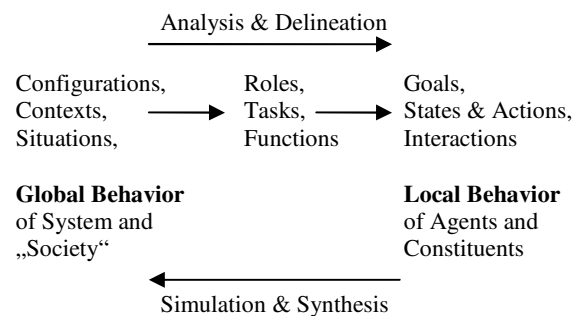 Analysis & Delineation
Configurations,
Contexts,
Situations,
Roles,
Tasks,
Functions
Goals,
States & Actions,
Interactions
Global Behavior
of System and
„Society“
Local Behavior
of Agents and
Constituents
Simulation & Synthesis